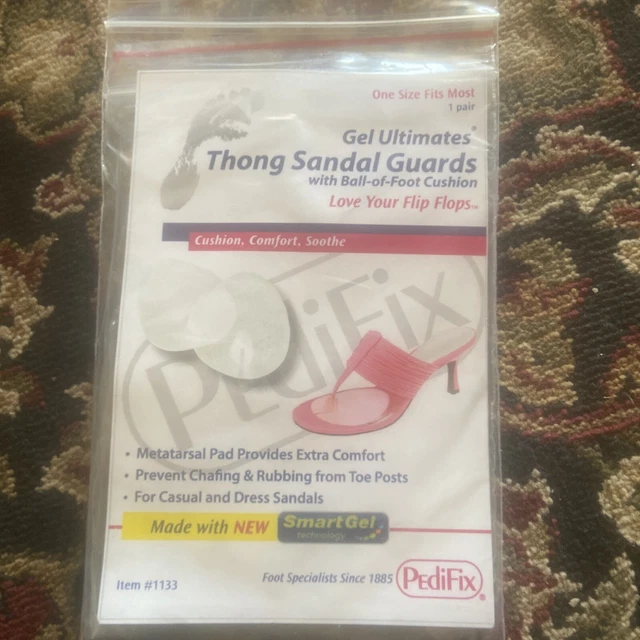 One Size Fits Most
1 pair
Gel Ultimates®
Thong Sandal Guards
with Ball-of-Foot Cushion
Love Your Flip Flops™
Cushion, Comfort, Soothe
PediFix
• Metatarsal Pad Provides Extra Comfort
• Prevent Chafing & Rubbing from Toe Posts
• For Casual and Dress Sandals
Made with NEW SmartGel
technology
Item #1133
Foot Specialists Since 1885 PediFix®